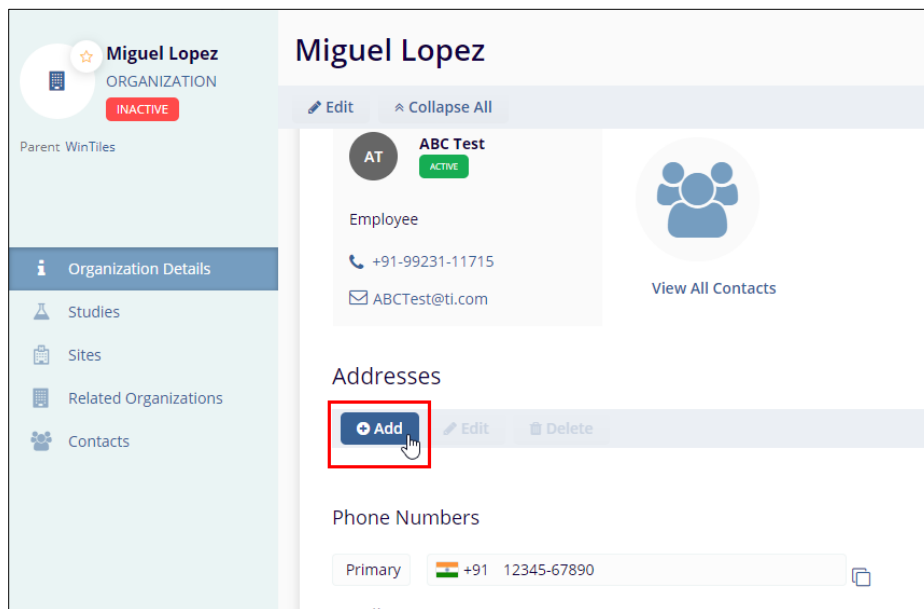 Miguel Lopez
ORGANIZATION
INACTIVE
Parent WinTiles
Organization Details
Studies
Sites
Related Organizations
Contacts
Miguel Lopez
Edit Collapse All
AT
ABC Test
ACTIVE
Employee
+91-99231-11715
ABCTest@ti.com
View All Contacts
Addresses
Add Edit Delete
Phone Numbers
Primary +91 12345-67890